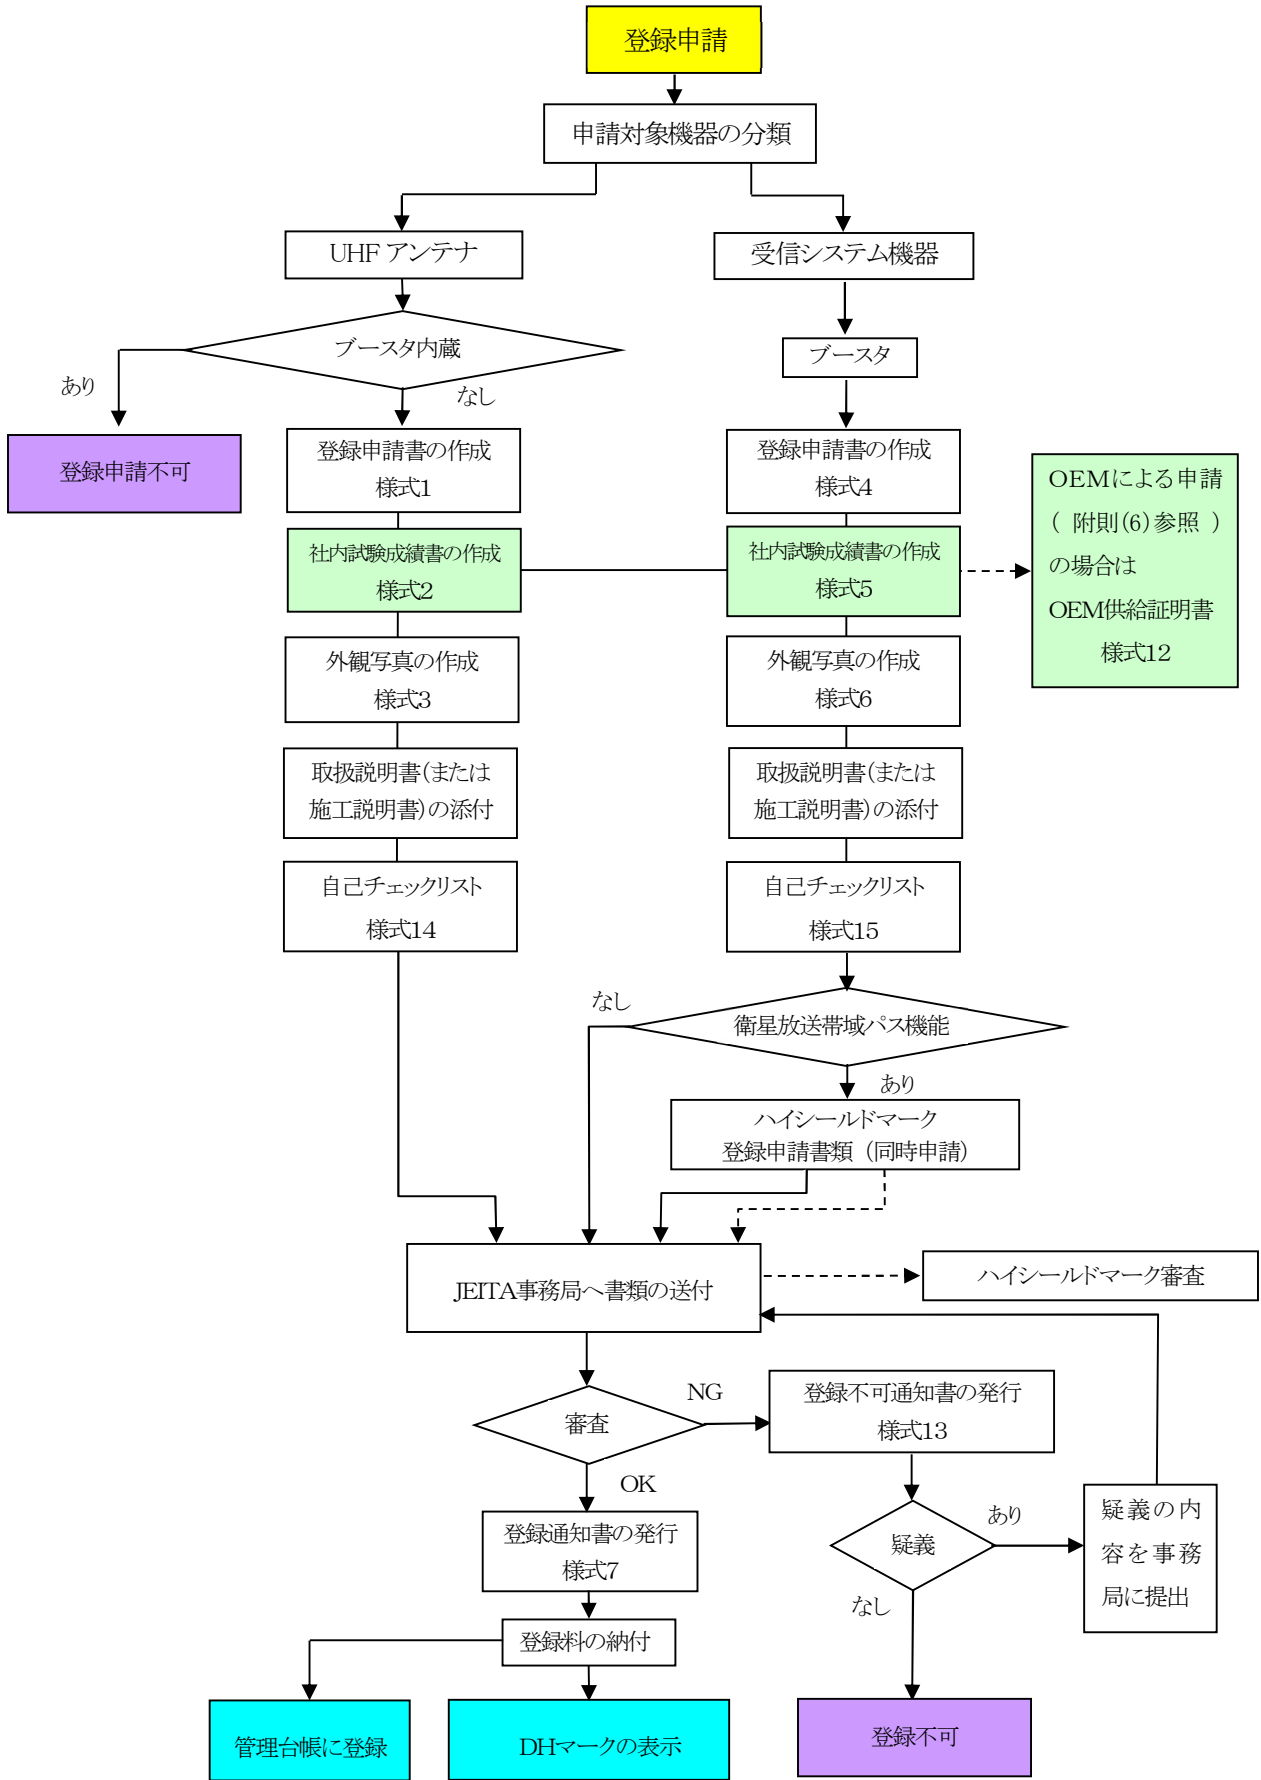 登録申請
申請対象機器の分類
UHF アンテナ
受信システム機器
ブースタ内蔵
ブースタ
あり
なし
登録申請不可
登録申請書の作成
様式1
登録申請書の作成
様式4
OEMによる申請
( 附則(6)参照 )
の場合は
OEM供給証明書
様式12
社内試験成績書の作成
様式2
社内試験成績書の作成
様式5
外観写真の作成
様式3
外観写真の作成
様式6
取扱説明書(または
施工説明書)の添付
取扱説明書(または
施工説明書)の添付
自己チェックリスト
様式14
自己チェックリスト
様式15
なし
衛星放送帯域パス機能
あり
ハイシールドマーク
登録申請書類 (同時申請)
JEITA事務局へ書類の送付
ハイシールドマーク審査
審査
NG
登録不可通知書の発行
様式13
OK
登録通知書の発行
様式7
疑義
あり
疑義の内
容を事務
局に提出
なし
登録料の納付
管理台帳に登録
DHマークの表示
登録不可